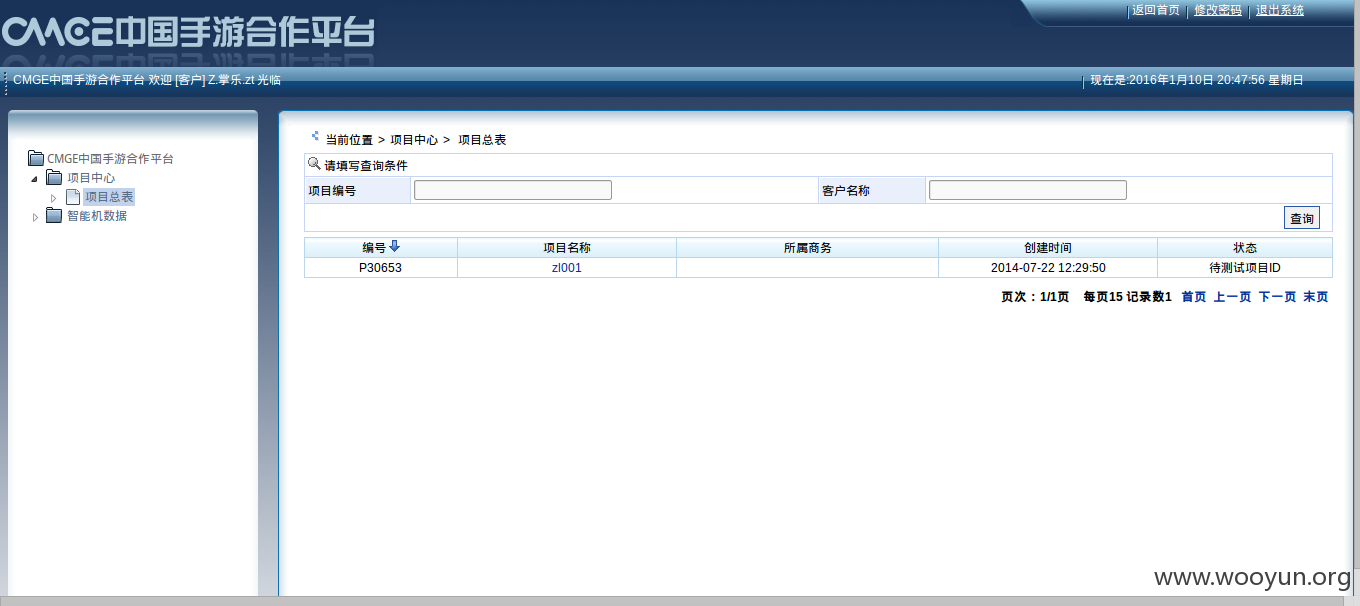 返回首页 修改密码 退出系统
CMGE中国手游合作平台
CMGE中国手游合作平台 欢迎 [客户] Z.掌乐.zt 光临
现在是:2016年1月10日 20:47:56 星期日
CMGE中国手游合作平台
项目中心
项目总表
智能机数据
当前位置 > 项目中心 > 项目总表
请填写查询条件
项目编号 客户名称
查询
编号 项目名称 所属商务 创建时间 状态
P30653 zl001 2014-07-22 12:29:50 待测试项目ID
页次：1/1页 每页15 记录数1 首页 上一页 下一页 末页
www.wooyun.org